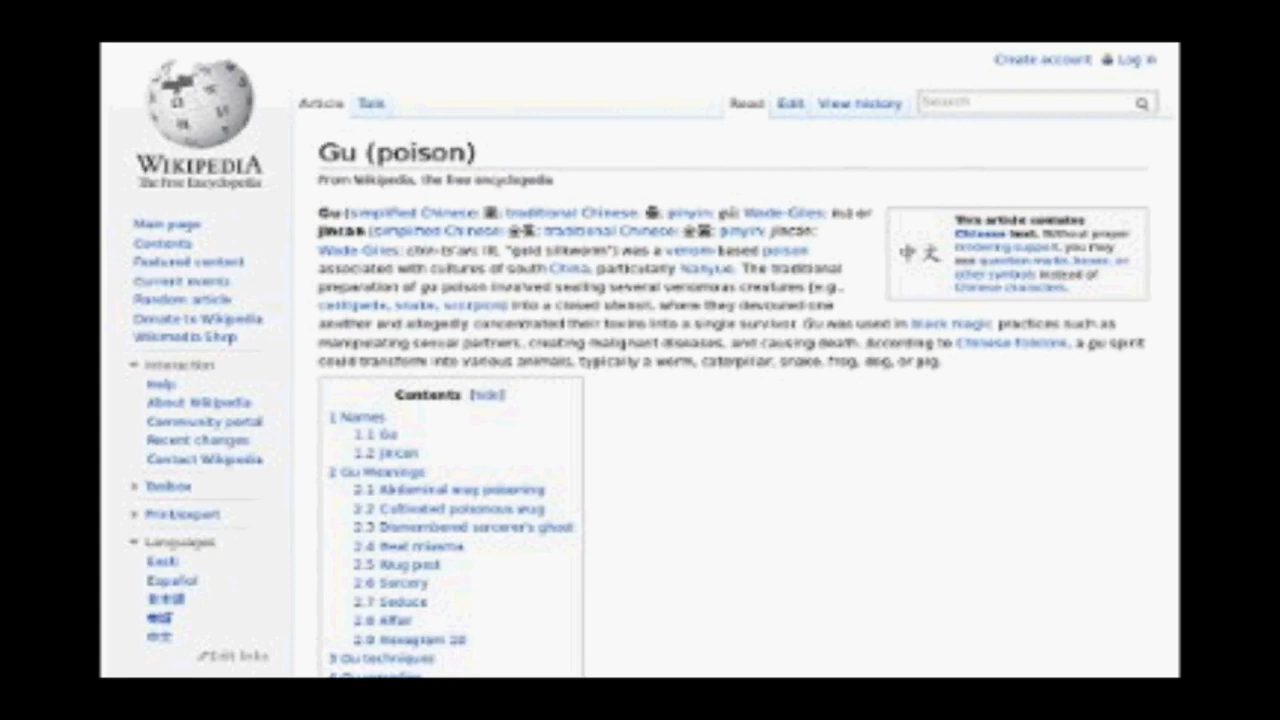 Create account Log in
Article Talk Read Edit View history Search
WIKIPEDIA
The Free Encyclopedia
Gu (poison)
From Wikipedia, the free encyclopedia
Gu (simplified Chinese: traditional Chinese: pinyin: gǔ; Wade-Giles: ku) or
jincan (simplified Chinese: 金蚕; traditional Chinese: 金蠶; pinyin: jīncán;
Wade-Giles: chin-ts'an; lit. "gold silkworm") was a venom-based poison
associated with cultures of south China, particularly Nanyue. The traditional
preparation of gu poison involved sealing several venomous creatures (e.g.,
centipede, snake, scorpion) into a closed utensil, where they devoured one
another and allegedly concentrated their toxins into a single survivor. Gu was used in black magic practices such as
manipulating sexual partners, creating malignant diseases, and causing death. According to Chinese folklore, a gu spirit
could transform into various animals, typically a worm, caterpillar, snake, frog, dog, or pig.
This article contains
Chinese text. Without proper
rendering support, you may
see question marks, boxes, or
other symbols instead of
Chinese characters.
中文
Main page
Contents
Featured content
Current events
Random article
Donate to Wikipedia
Wikimedia Shop
Interaction
Help
About Wikipedia
Community portal
Recent changes
Contact Wikipedia
Toolbox
Print/export
Languages
Eesti
Español
日本語
中文
Edit links
Contents [hide]
1 Names
1.1 Gu
1.2 Jincan
2 Gu Meanings
2.1 Abdominal wug poisoning
2.2 Cultivated poisonous wug
2.3 Dismembered sorcerer's ghost
2.4 Heat miasma
2.5 Wug pest
2.6 Sorcery
2.7 Seduce
2.8 Affair
2.9 Hexagram 18
3 Gu techniques